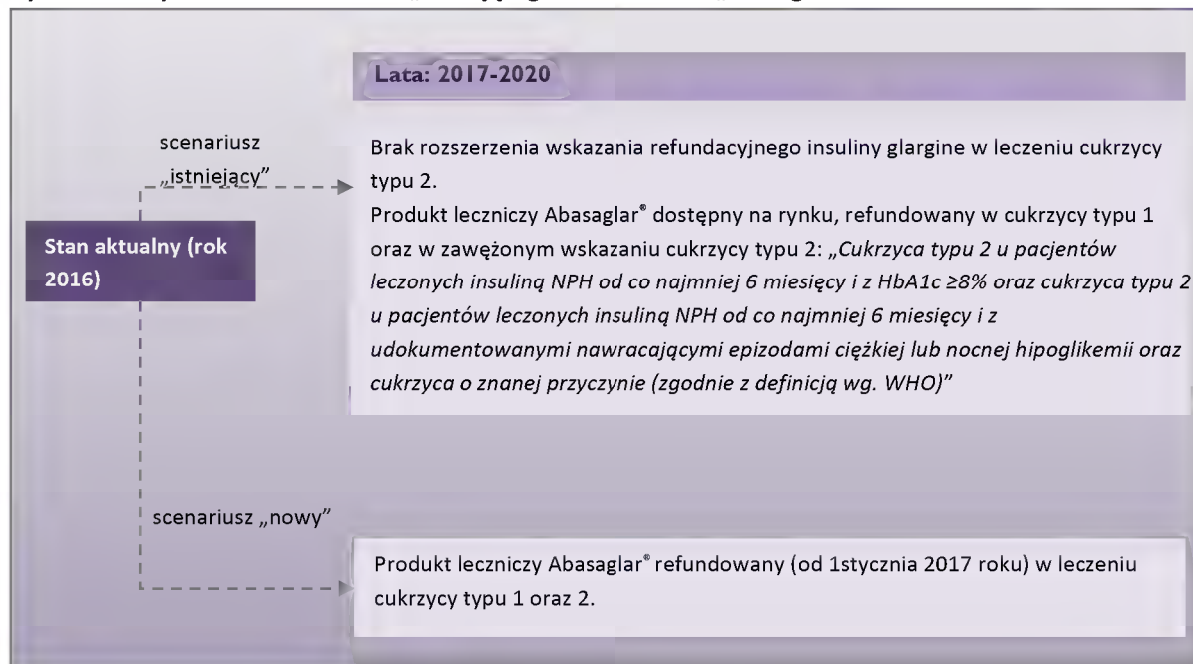 Lata: 2017-2020
scenariusz
„istniejący”
Brak rozszerzenia wskazania refundacyjnego insuliny glargine w leczeniu cukrzycy
typu 2.
Produkt leczniczy Abasaglar® dostępny na rynku, refundowany w cukrzycy typu 1
oraz w zawężonym wskazaniu cukrzycy typu 2: „Cukrzyca typu 2 u pacjentów
leczonych insuliną NPH od co najmniej 6 miesięcy i z HbA1c ≥8% oraz cukrzyca typu 2
u pacjentów leczonych insuliną NPH od co najmniej 6 miesięcy i z
udokumentowanymi nawracającymi epizodami ciężkiej lub nocnej hipoglikemii oraz
cukrzyca o znanej przyczynie (zgodnie z definicją wg. WHO)”
Stan aktualny (rok
2016)
scenariusz „nowy”
Produkt leczniczy Abasaglar® refundowany (od 1stycznia 2017 roku) w leczeniu
cukrzycy typu 1 oraz 2.